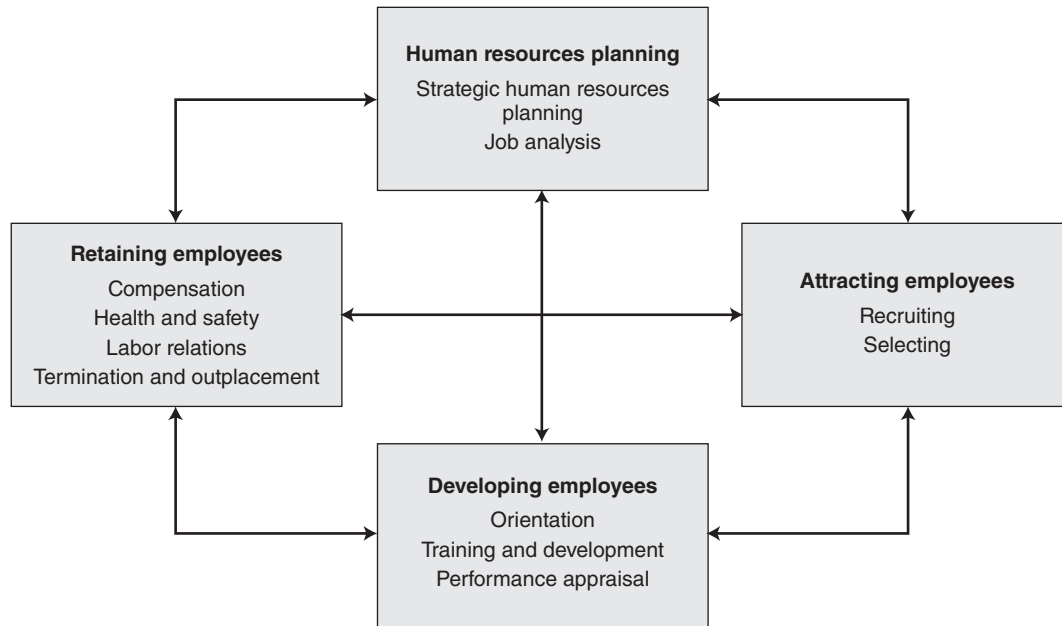 Human resources planning
Strategic human resources
planning
Job analysis
Retaining employees
Compensation
Health and safety
Labor relations
Termination and outplacement
Attracting employees
Recruiting
Selecting
Developing employees
Orientation
Training and development
Performance appraisal